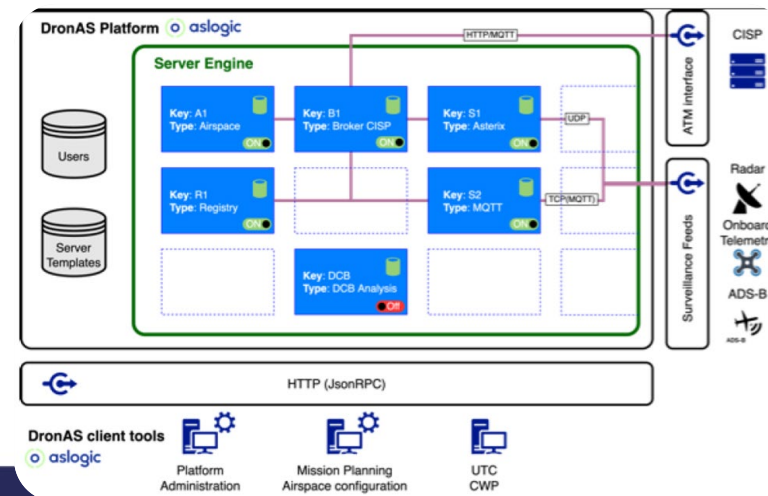 DronAS Platform aslogic
HTTP/MQTT
CISP
Server Engine
ATM interface
Key: A1
Type: Airspace
ON
Key: B1
Type: Broker CISP
ON
Key: S1
Type: Asterix
ON
UDP
Users
Key: R1
Type: Registry
ON
Key: S2
Type: MQTT
ON
TCP(MQTT)
Radar
Onboard
Telemetr
Server
Templates
Key: DCB
Type: DCB Analysis
Off
Surveillance Feeds
ADS-B
ADS-B
HTTP (JsonRPC)
DronAS client tools
aslogic
Platform
Administration
Mission Planning
Airspace configuration
UTC
CWP